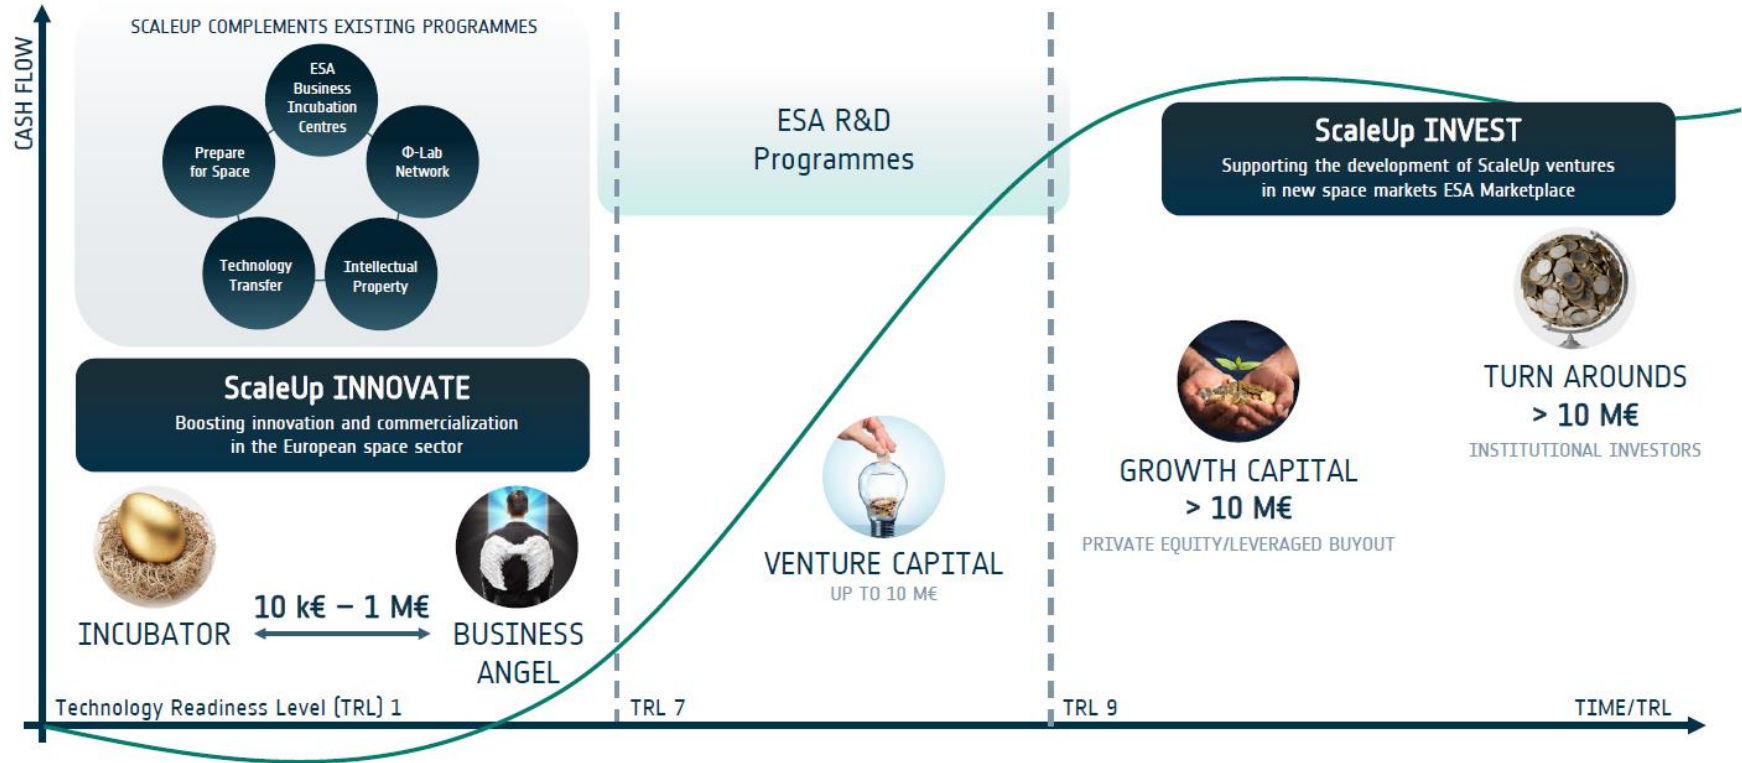 CASH FLOW
SCALEUP COMPLEMENTS EXISTING PROGRAMMES
ESA
Business
Incubation
Centres
Prepare
for Space
Φ-Lab
Network
Technology
Transfer
Intellectual
Property
ScaleUp INNOVATE
Boosting innovation and commercialization
in the European space sector
INCUBATOR
10 k€ – 1 M€
BUSINESS
ANGEL
ESA R&D
Programmes
VENTURE CAPITAL
UP TO 10 M€
ScaleUp INVEST
Supporting the development of ScaleUp ventures
in new space markets ESA Marketplace
GROWTH CAPITAL
> 10 M€
PRIVATE EQUITY/LEVERAGED BUYOUT
TURN AROUNDS
> 10 M€
INSTITUTIONAL INVESTORS
Technology Readiness Level (TRL) 1
TRL 7
TRL 9
TIME/TRL